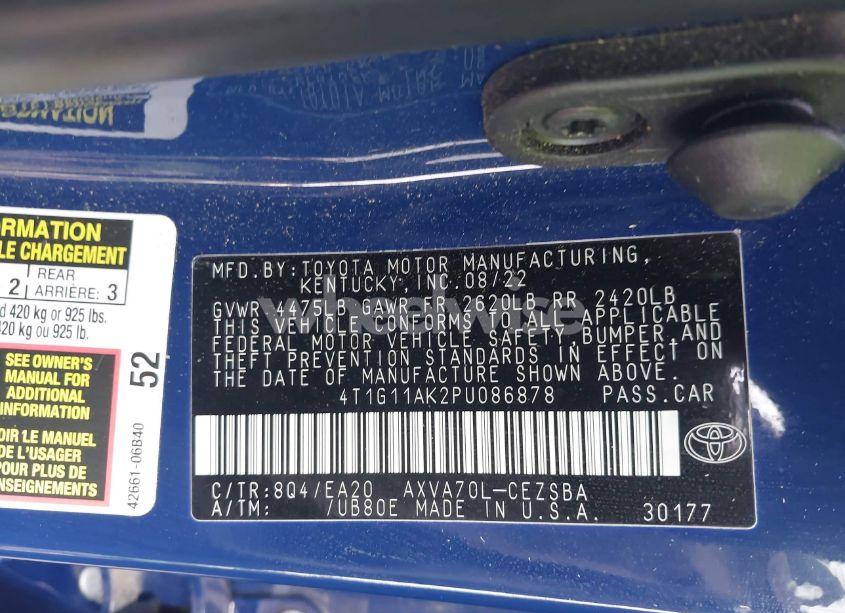 ORMATION
LE CHARGEMENT
2 REAR ARRIÈRE: 3
d 420 kg or 925 lbs.
420 kg ou 925 lb.
SEE OWNER'S
MANUAL FOR
ADDITIONAL
INFORMATION
OIR LE MANUEL
DE L'USAGER
POUR PLUS DE
ENSEIGNEMENTS
52
42661-06B40
MFD.BY: TOYOTA MOTOR MANUFACTURING,
KENTUCKY, INC. 08/22
GVWR 4475LB GAWR FR 2620LB RR 2420LB
THIS VEHICLE CONFORMS TO ALL APPLICABLE
FEDERAL MOTOR VEHICLE SAFETY,BUMPER,AND
THEFT PREVENTION STANDARDS IN EFFECT ON
THE DATE OF MANUFACTURE SHOWN ABOVE.
4T1G11AK2PU086878 PASS.CAR
C/TR:8Q4/EA20 AXVA70L-CEZSBA
A/TM: /UB80E MADE IN U.S.A. 30177